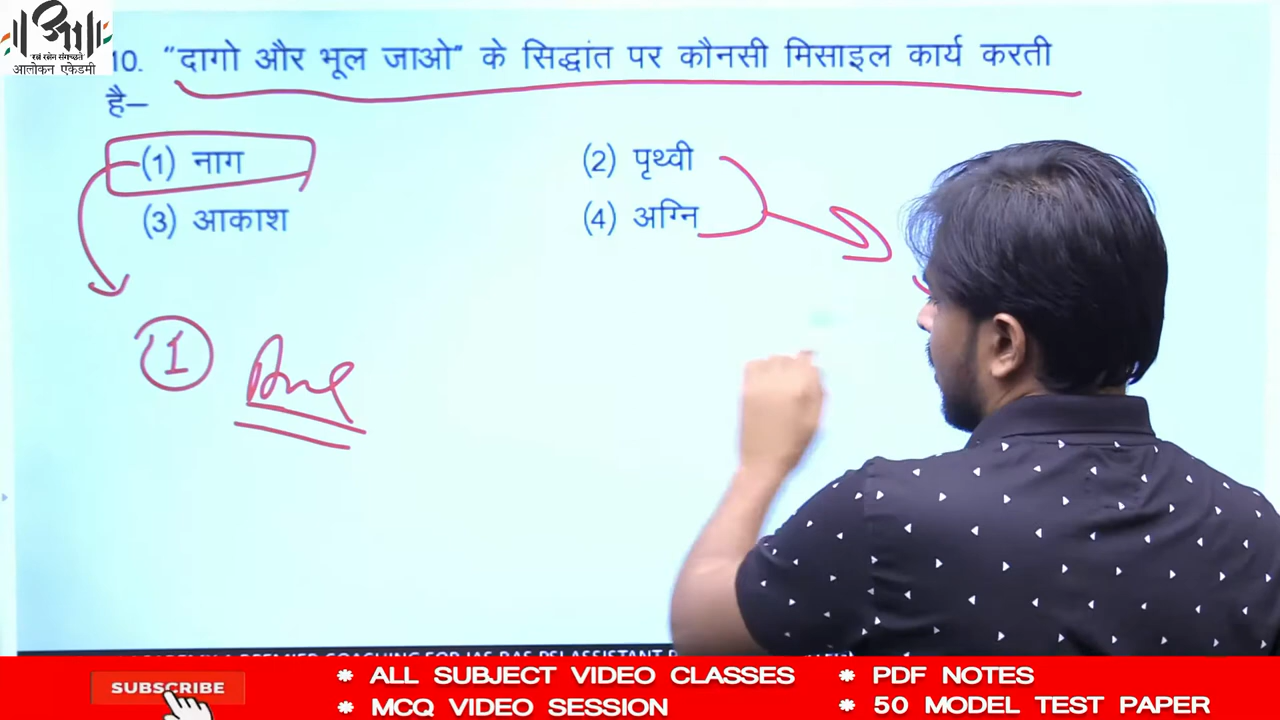 आलोकन एकेडमी
10. “दागो और भूल जाओ” के सिद्धांत पर कौनसी मिसाइल कार्य करती
है–
(1) नाग
(2) पृथ्वी
(3) आकाश
(4) अग्नि
1 Ans
SUBSCRIBE
✱ ALL SUBJECT VIDEO CLASSES
✱ PDF NOTES
✱ MCQ VIDEO SESSION
✱ 50 MODEL TEST PAPER